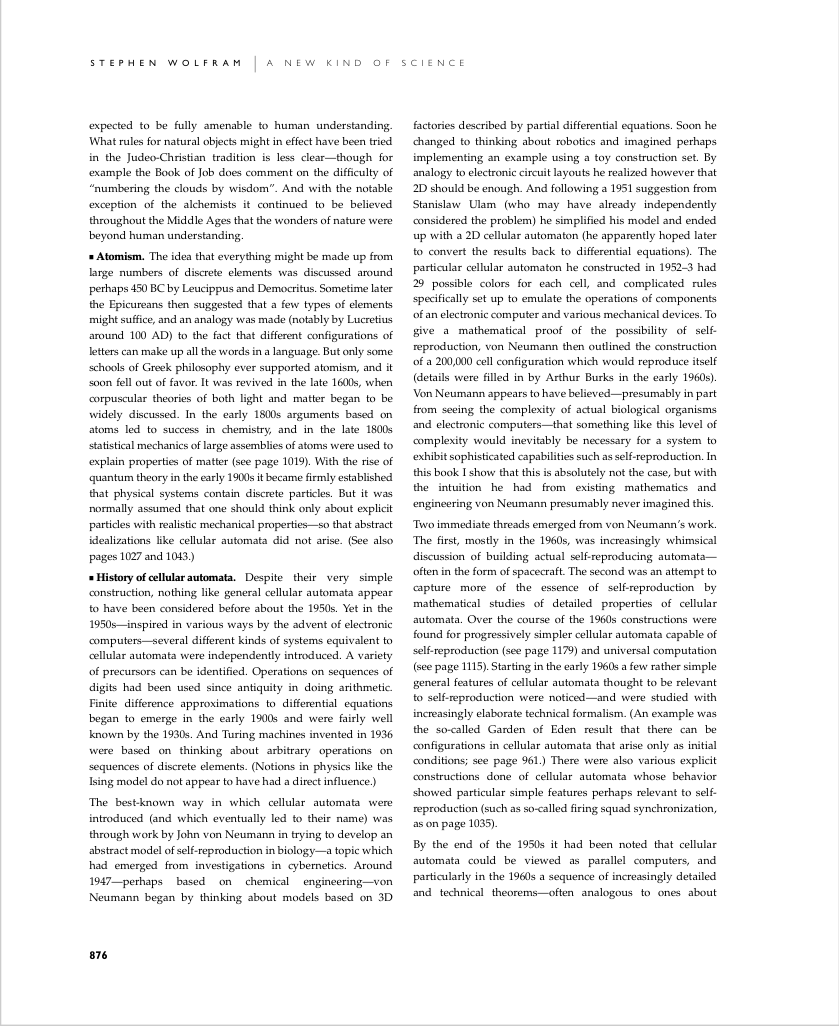 STEPHEN WOLFRAM | A NEW KIND OF SCIENCE
expected to be fully amenable to human understanding.
What rules for natural objects might in effect have been tried
in the Judeo-Christian tradition is less clear—though for
example the Book of Job does comment on the difficulty of
“numbering the clouds by wisdom”. And with the notable
exception of the alchemists it continued to be believed
throughout the Middle Ages that the wonders of nature were
beyond human understanding.
■ Atomism. The idea that everything might be made up from
large numbers of discrete elements was discussed around
perhaps 450 BC by Leucippus and Democritus. Sometime later
the Epicureans then suggested that a few types of elements
might suffice, and an analogy was made (notably by Lucretius
around 100 AD) to the fact that different configurations of
letters can make up all the words in a language. But only some
schools of Greek philosophy ever supported atomism, and it
soon fell out of favor. It was revived in the late 1600s, when
corpuscular theories of both light and matter began to be
widely discussed. In the early 1800s arguments based on
atoms led to success in chemistry, and in the late 1800s
statistical mechanics of large assemblies of atoms were used to
explain properties of matter (see page 1019). With the rise of
quantum theory in the early 1900s it became firmly established
that physical systems contain discrete particles. But it was
normally assumed that one should think only about explicit
particles with realistic mechanical properties—so that abstract
idealizations like cellular automata did not arise. (See also
pages 1027 and 1043.)
■ History of cellular automata. Despite their very simple
construction, nothing like general cellular automata appear
to have been considered before about the 1950s. Yet in the
1950s—inspired in various ways by the advent of electronic
computers—several different kinds of systems equivalent to
cellular automata were independently introduced. A variety
of precursors can be identified. Operations on sequences of
digits had been used since antiquity in doing arithmetic.
Finite difference approximations to differential equations
began to emerge in the early 1900s and were fairly well
known by the 1930s. And Turing machines invented in 1936
were based on thinking about arbitrary operations on
sequences of discrete elements. (Notions in physics like the
Ising model do not appear to have had a direct influence.)
The best-known way in which cellular automata were
introduced (and which eventually led to their name) was
through work by John von Neumann in trying to develop an
abstract model of self-reproduction in biology—a topic which
had emerged from investigations in cybernetics. Around
1947—perhaps based on chemical engineering—von
Neumann began by thinking about models based on 3D
factories described by partial differential equations. Soon he
changed to thinking about robotics and imagined perhaps
implementing an example using a toy construction set. By
analogy to electronic circuit layouts he realized however that
2D should be enough. And following a 1951 suggestion from
Stanislaw Ulam (who may have already independently
considered the problem) he simplified his model and ended
up with a 2D cellular automaton (he apparently hoped later
to convert the results back to differential equations). The
particular cellular automaton he constructed in 1952–3 had
29 possible colors for each cell, and complicated rules
specifically set up to emulate the operations of components
of an electronic computer and various mechanical devices. To
give a mathematical proof of the possibility of self-
reproduction, von Neumann then outlined the construction
of a 200,000 cell configuration which would reproduce itself
(details were filled in by Arthur Burks in the early 1960s).
Von Neumann appears to have believed—presumably in part
from seeing the complexity of actual biological organisms
and electronic computers—that something like this level of
complexity would inevitably be necessary for a system to
exhibit sophisticated capabilities such as self-reproduction. In
this book I show that this is absolutely not the case, but with
the intuition he had from existing mathematics and
engineering von Neumann presumably never imagined this.
Two immediate threads emerged from von Neumann’s work.
The first, mostly in the 1960s, was increasingly whimsical
discussion of building actual self-reproducing automata—
often in the form of spacecraft. The second was an attempt to
capture more of the essence of self-reproduction by
mathematical studies of detailed properties of cellular
automata. Over the course of the 1960s constructions were
found for progressively simpler cellular automata capable of
self-reproduction (see page 1179) and universal computation
(see page 1115). Starting in the early 1960s a few rather simple
general features of cellular automata thought to be relevant
to self-reproduction were noticed—and were studied with
increasingly elaborate technical formalism. (An example was
the so-called Garden of Eden result that there can be
configurations in cellular automata that arise only as initial
conditions; see page 961.) There were also various explicit
constructions done of cellular automata whose behavior
showed particular simple features perhaps relevant to self-
reproduction (such as so-called firing squad synchronization,
as on page 1035).
By the end of the 1950s it had been noted that cellular
automata could be viewed as parallel computers, and
particularly in the 1960s a sequence of increasingly detailed
and technical theorems—often analogous to ones about
876